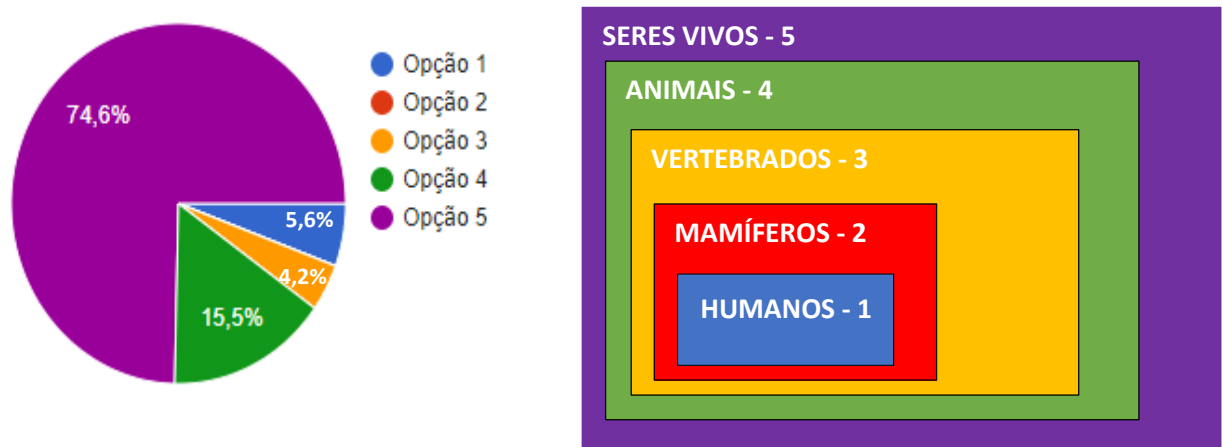 74,6%
5,6%
4,2%
15,5%
Opção 1
Opção 2
Opção 3
Opção 4
Opção 5
SERES VIVOS - 5
ANIMAIS - 4
VERTEBRADOS - 3
MAMÍFEROS - 2
HUMANOS - 1